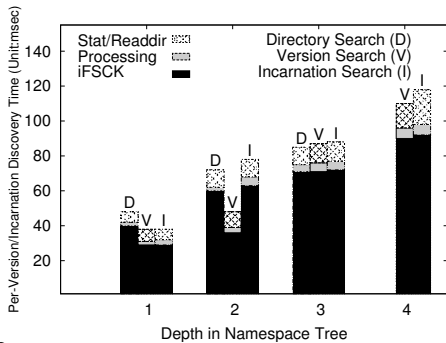 Per-Version/Incarnation Discovery Time (Unit:msec)
Stat/Readdir
Processing
iFSCK
Directory Search (D)
Version Search (V)
Incarnation Search (I)
140
120
100
80
60
40
20
D
V
I
D
V
I
D
V
I
V
I
1
2
3
4
Depth in Namespace Tree